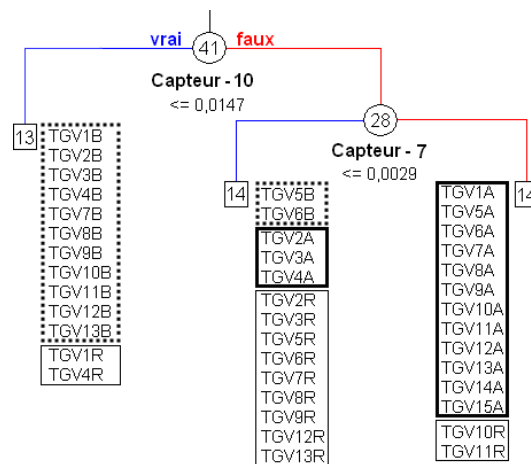 vrai 41 faux
Capteur - 10
<= 0,0147
28
Capteur - 7
<= 0,0029
13
TGV1B
TGV2B
TGV3B
TGV4B
TGV7B
TGV8B
TGV9B
TGV10B
TGV11B
TGV12B
TGV13B
TGV1R
TGV4R
14
TGV5B
TGV6B
TGV2A
TGV3A
TGV4A
TGV2R
TGV3R
TGV5R
TGV6R
TGV7R
TGV8R
TGV9R
TGV12R
TGV13R
14
TGV1A
TGV5A
TGV6A
TGV7A
TGV8A
TGV9A
TGV10A
TGV11A
TGV12A
TGV13A
TGV14A
TGV15A
TGV10R
TGV11R